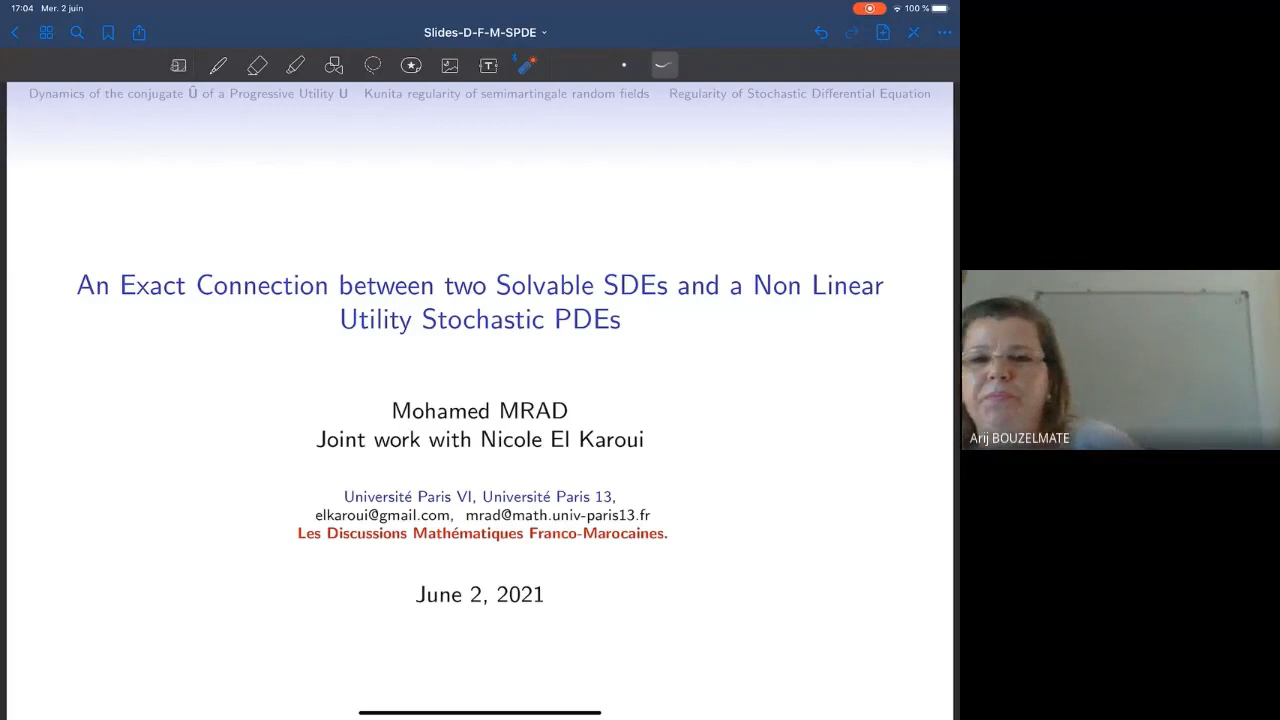 17:04 Mer. 2 juin
100 %
Slides-D-F-M-SPDE
Dynamics of the conjugate Ũ of a Progressive Utility U Kunita regularity of semimartingale random fields Regularity of Stochastic Differential Equation
An Exact Connection between two Solvable SDEs and a Non Linear
Utility Stochastic PDEs
Mohamed MRAD
Joint work with Nicole El Karoui
Université Paris VI, Université Paris 13,
elkaroui@gmail.com, mrad@math.univ-paris13.fr
Les Discussions Mathématiques Franco-Marocaines.
June 2, 2021
Arij BOUZELMATE